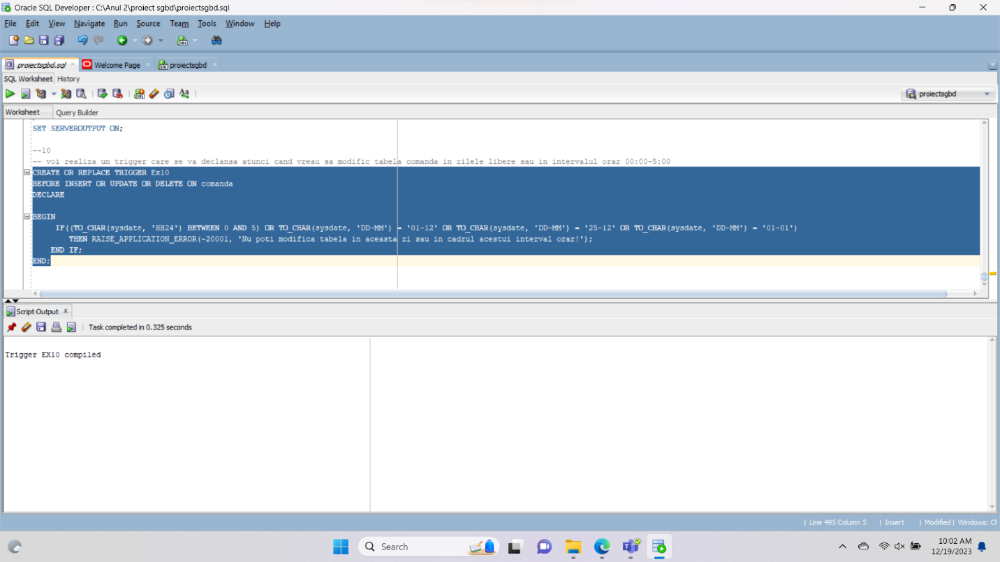 Oracle SQL Developer : C:\Anul 2\proiect sgbd\proiectsgbd.sql
File Edit View Navigate Run Source Team Tools Window Help
proiectsgbd.sql Welcome Page proiectsgbd
SQL Worksheet History
proiectsgbd
Worksheet Query Builder
SET SERVEROUTPUT ON;
--10
-- voi realiza un trigger care se va declansa atunci cand vreau sa modific tabela comanda in zilele libere sau in intervalul orar 00:00-5:00
CREATE OR REPLACE TRIGGER Ex10
BEFORE INSERT OR UPDATE OR DELETE ON comanda
DECLARE
BEGIN
IF((TO_CHAR(sysdate, 'HH24') BETWEEN 0 AND 5) OR TO_CHAR(sysdate, 'DD-MM') = '01-12' OR TO_CHAR(sysdate, 'DD-MM') = '25-12' OR TO_CHAR(sysdate, 'DD-MM') = '01-01')
THEN RAISE_APPLICATION_ERROR(-20001, 'Nu poti modifica tabela in aceasta zi sau in cadrul acestui interval orar!');
END IF;
END;
Script Output
Task completed in 0.325 seconds
Trigger EX10 compiled
Line 495 Column 5 Insert Modified Windows: CF
Search
10:02 AM
12/19/2023